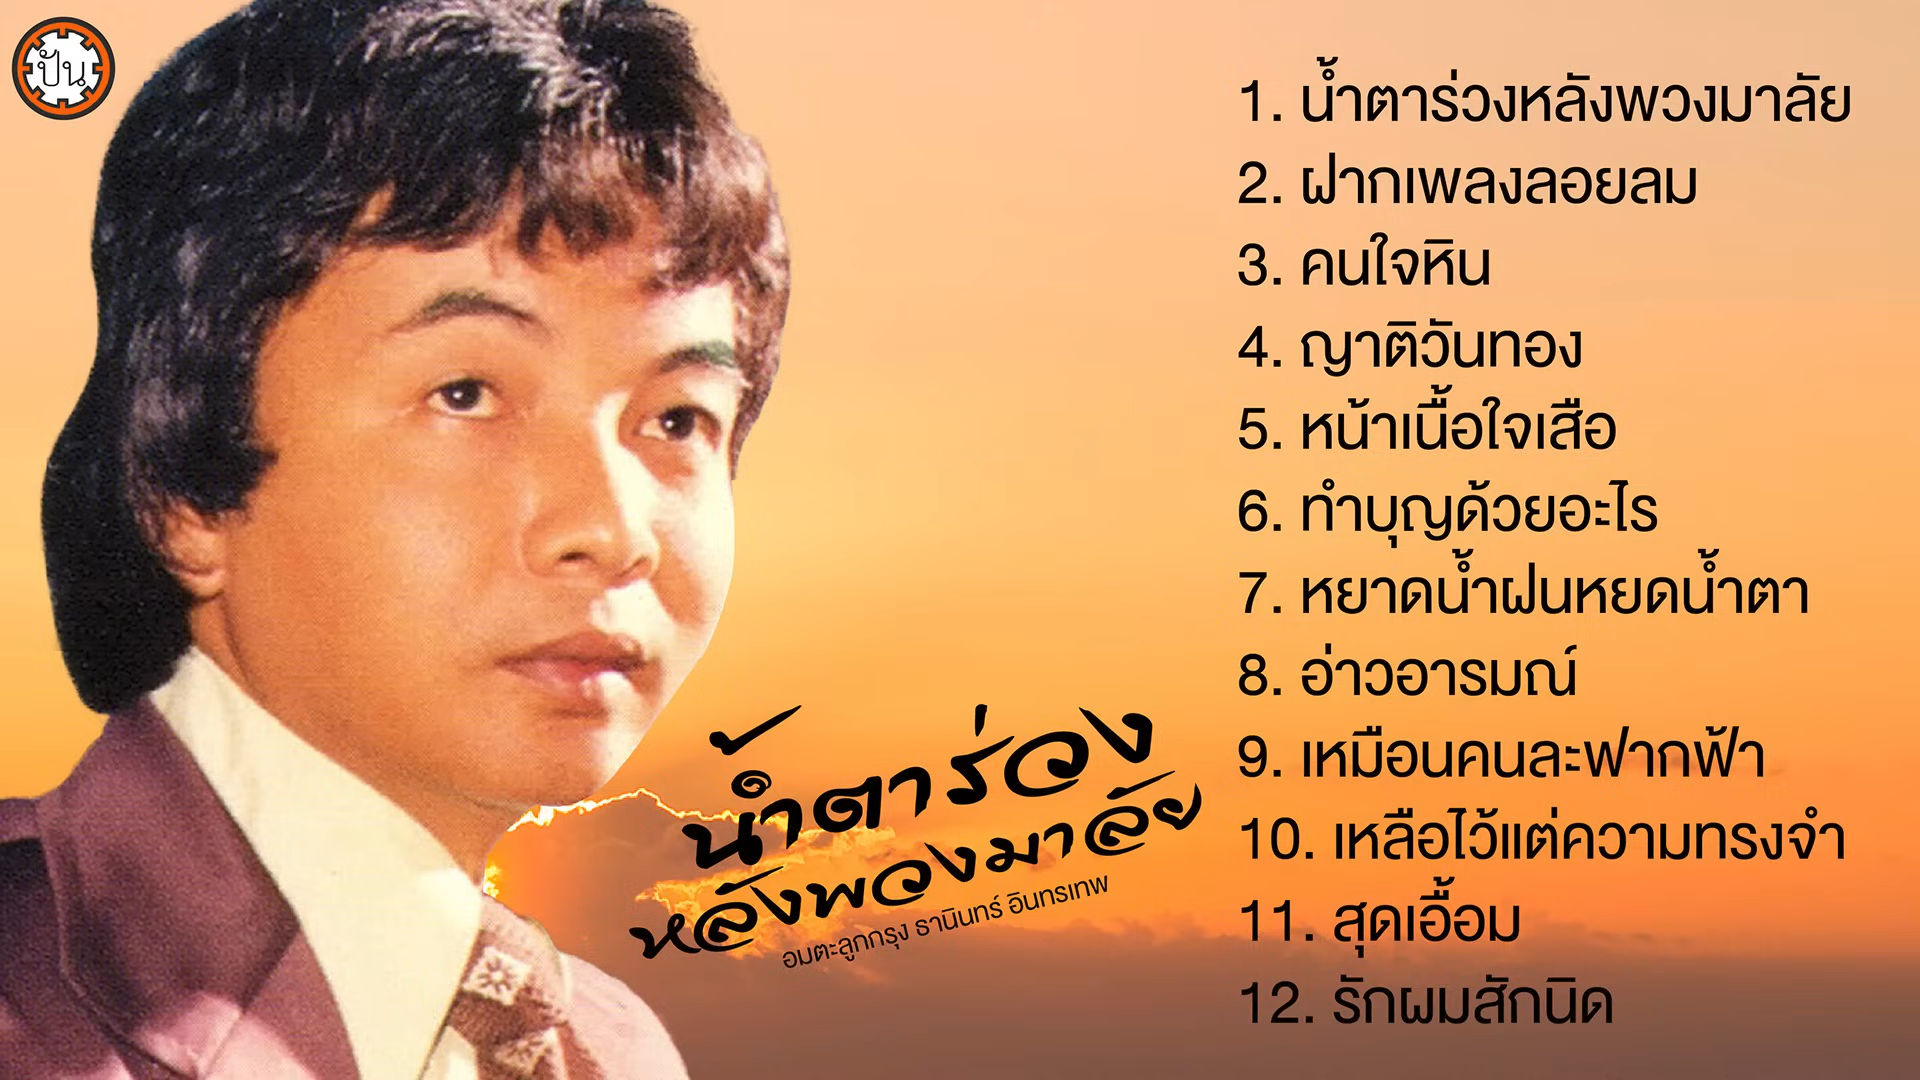 ปัน
1. น้ำตาร่วงหลังพวงมาลัย
2. ฝากเพลงลอยลม
3. คนใจหิน
4. ญาติวันทอง
5. หน้าเนื้อใจเสือ
6. ทำบุญด้วยอะไร
7. หยาดน้ำฝนหยดน้ำตา
8. อ่าวอารมณ์
9. เหมือนคนละฟากฟ้า
10. เหลือไว้แต่ความทรงจำ
11. สุดเอื้อม
12. รักผมสักนิด
น้ำตาร่วง
หลังพวงมาลัย
อมตะลูกกรุง ธานินทร์ อินทรเทพ